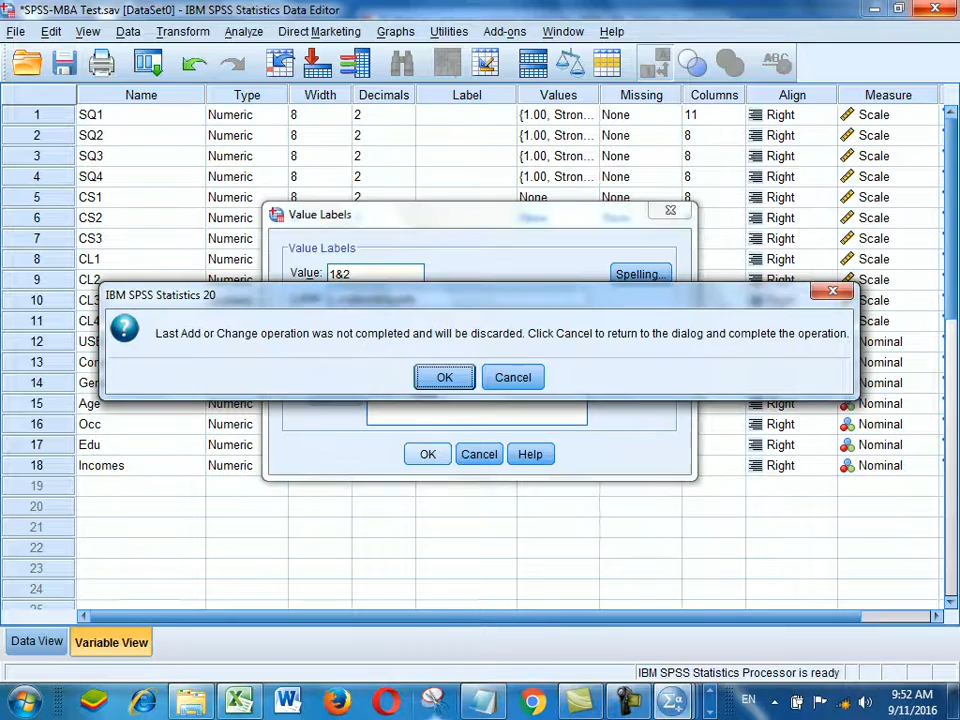 *SPSS-MBA Test.sav [DataSet0] - IBM SPSS Statistics Data Editor
File Edit View Data Transform Analyze Direct Marketing Graphs Utilities Add-ons Window Help
Name Type Width Decimals Label Values Missing Columns Align Measure
1 SQ1 Numeric 8 2 {1.00, Stron... None 11 Right Scale
2 SQ2 Numeric 8 2 {1.00, Stron... None 8 Right Scale
3 SQ3 Numeric 8 2 {1.00, Stron... None 8 Right Scale
4 SQ4 Numeric 8 2 {1.00, Stron... None 8 Right Scale
5 CS1 Numeric 8 2 None None 8 Right Scale
6 CS2 Numeric Right Scale
7 CS3 Numeric Right Scale
8 CL1 Numeric Right Scale
9 CL2 Numeric Right Scale
10 Right Scale
11 Right Scale
12 Nominal
13 Nominal
14 Nominal
15 Age Numeric Right Nominal
16 Occ Numeric Right Nominal
17 Edu Numeric Right Nominal
18 Incomes Numeric Right Nominal
19
20
21
22
23
24
25
Value Labels
Value Labels
Value: 1&2
Spelling...
IBM SPSS Statistics 20
Last Add or Change operation was not completed and will be discarded. Click Cancel to return to the dialog and complete the operation.
OK Cancel
OK Cancel Help
Data View Variable View
IBM SPSS Statistics Processor is ready
EN
9:52 AM
9/11/2016